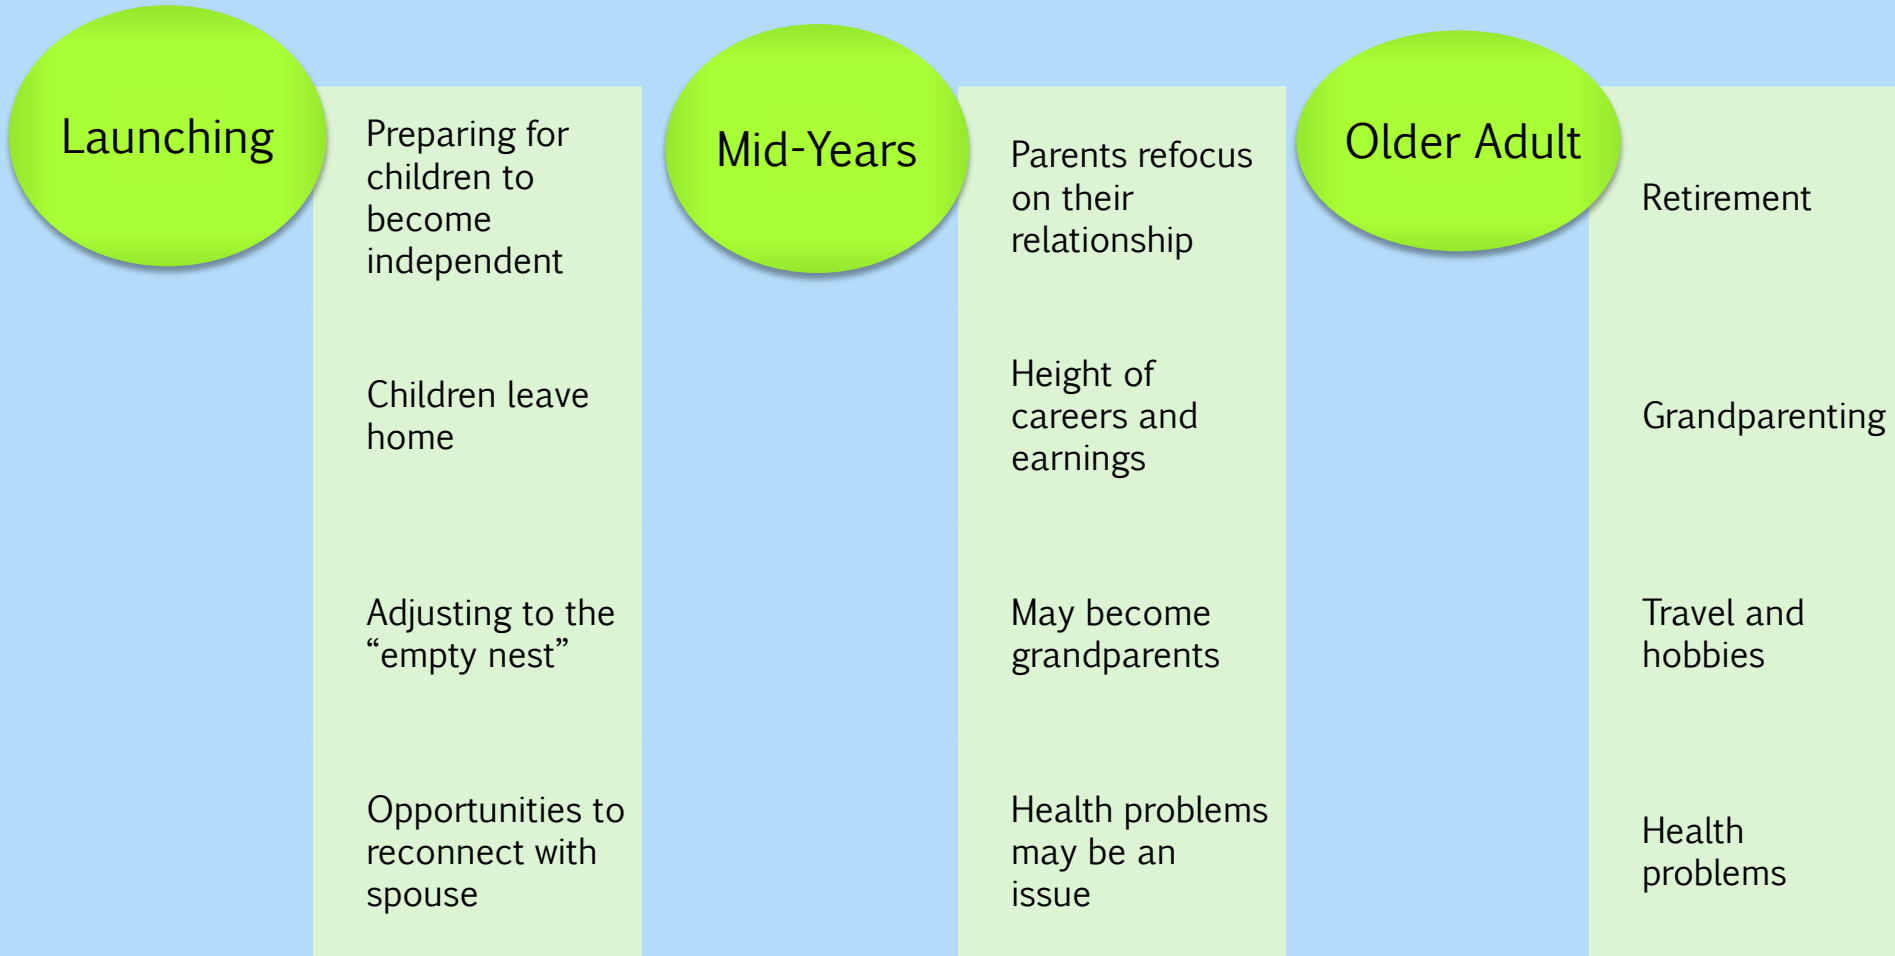 Launching
Preparing for
children to
become
independent
Children leave
home
Adjusting to the
“empty nest”
Opportunities to
reconnect with
spouse
Mid-Years
Parents refocus
on their
relationship
Height of
careers and
earnings
May become
grandparents
Health problems
may be an
issue
Older Adult
Retirement
Grandparenting
Travel and
hobbies
Health
problems